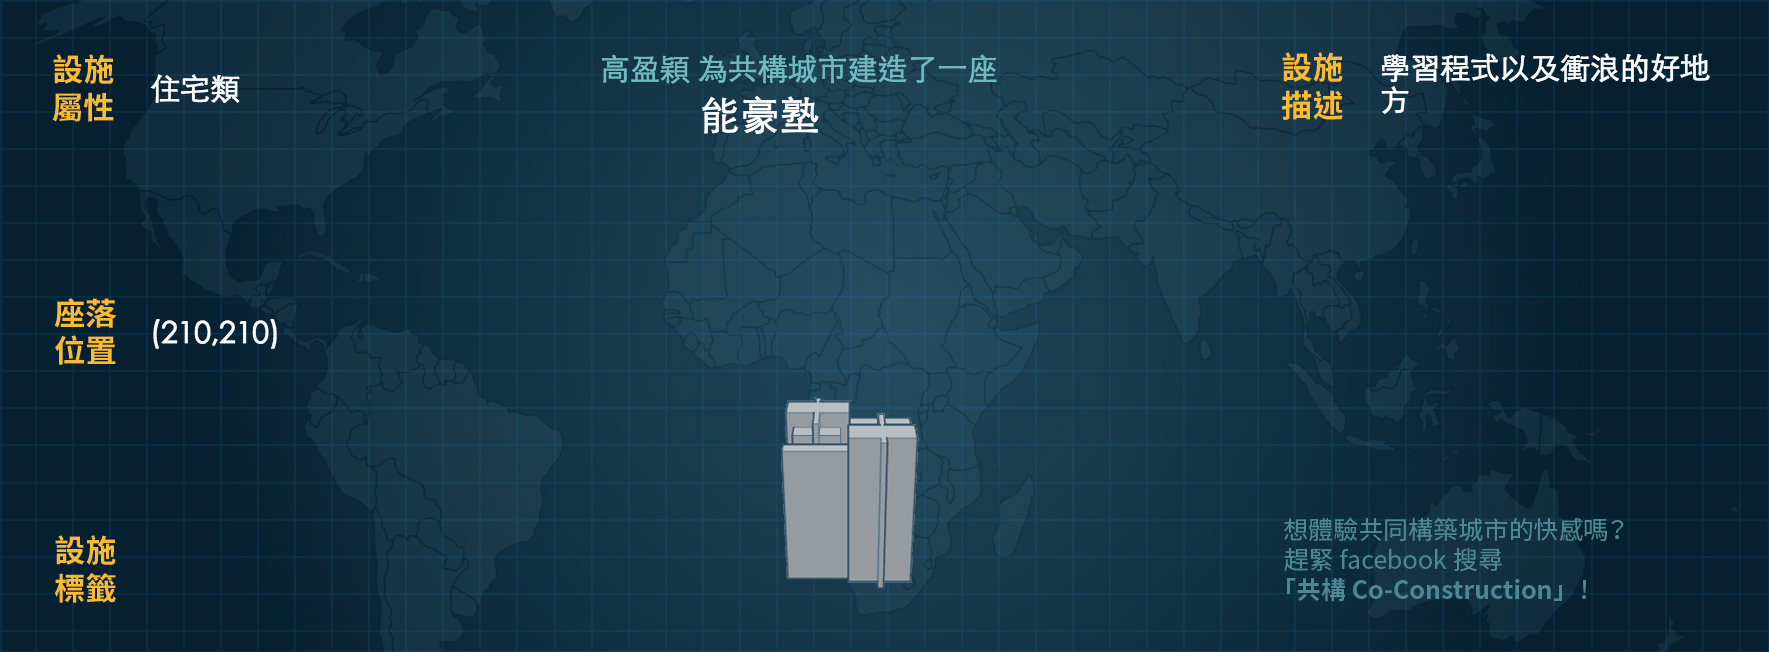 設施
屬性
住宅類
高盈穎 為共構城市建造了一座
能豪塾
設施
描述
學習程式以及衝浪的好地
方
座落
位置
(210,210)
設施
標籤
想體驗共同構築城市的快感嗎？
趕緊 facebook 搜尋
「共構 Co-Construction」！